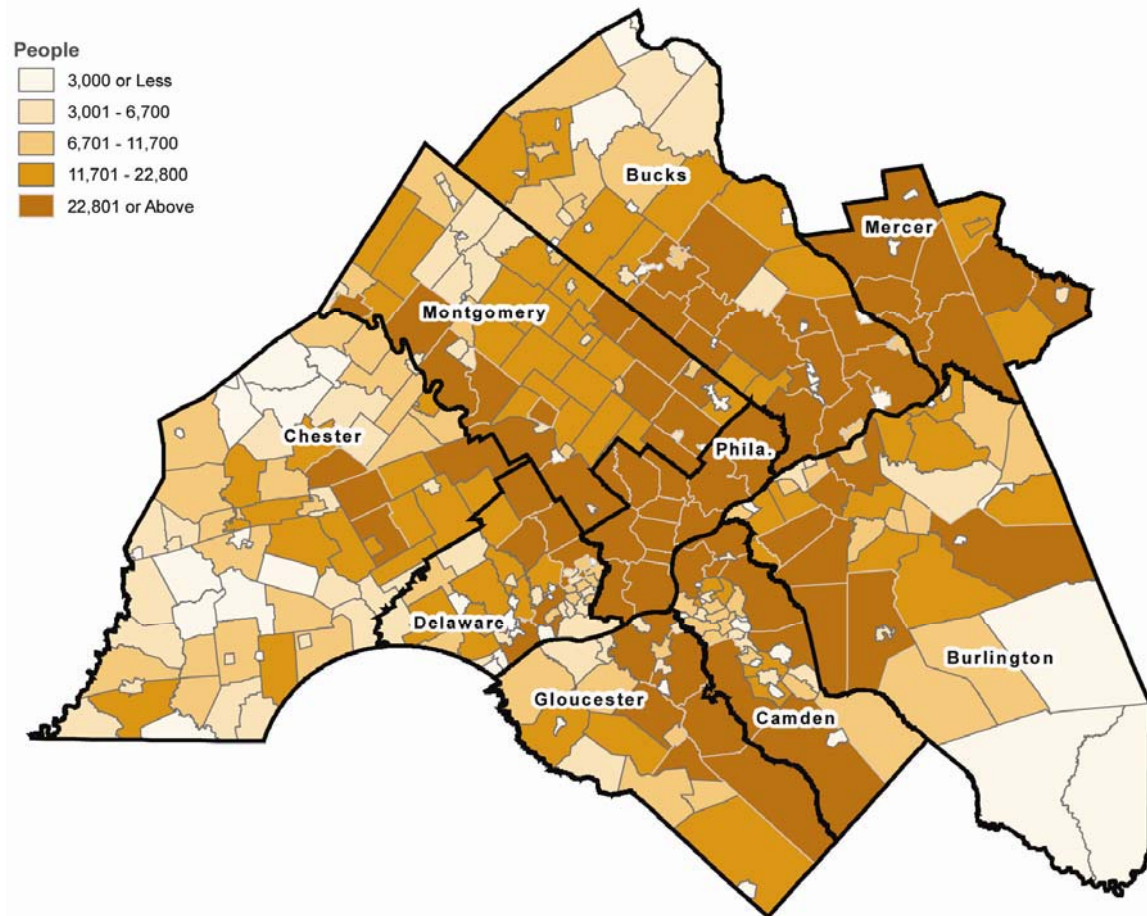 People
3,000 or Less
3,001 - 6,700
6,701 - 11,700
11,701 - 22,800
22,801 or Above
Bucks
Mercer
Montgomery
Chester
Phila.
Delaware
Burlington
Gloucester
Camden